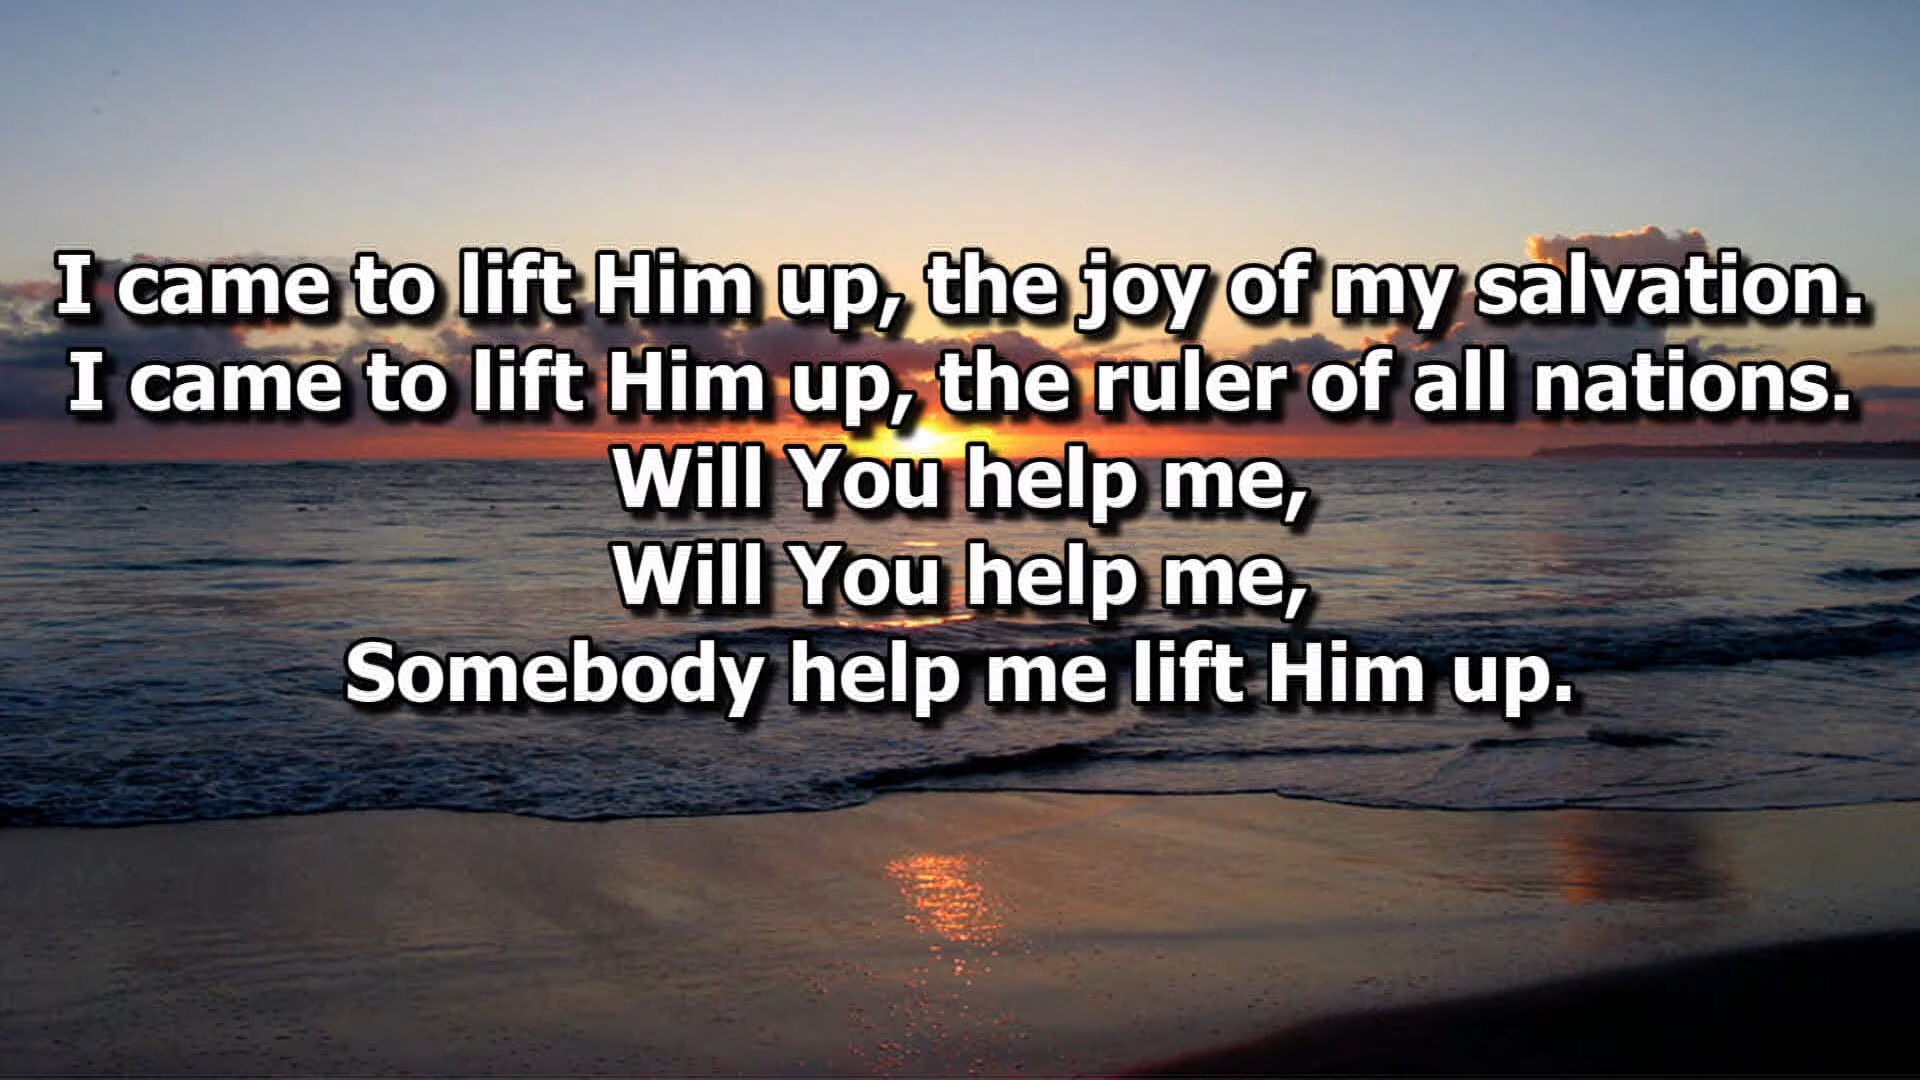 I came to lift Him up, the joy of my salvation.
I came to lift Him up, the ruler of all nations.
Will You help me,
Will You help me,
Somebody help me lift Him up.